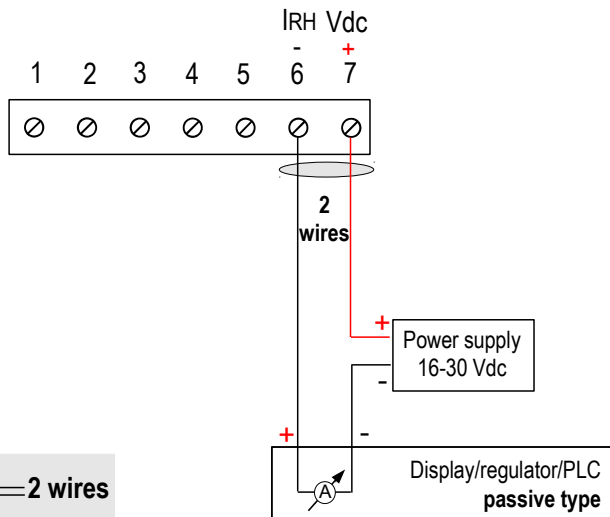 IRH Vdc
- +
1 2 3 4 5 6 7
2
wires
+
Power supply
16-30 Vdc
-
+ -
Display/regulator/PLC
passive type
A
2 wires